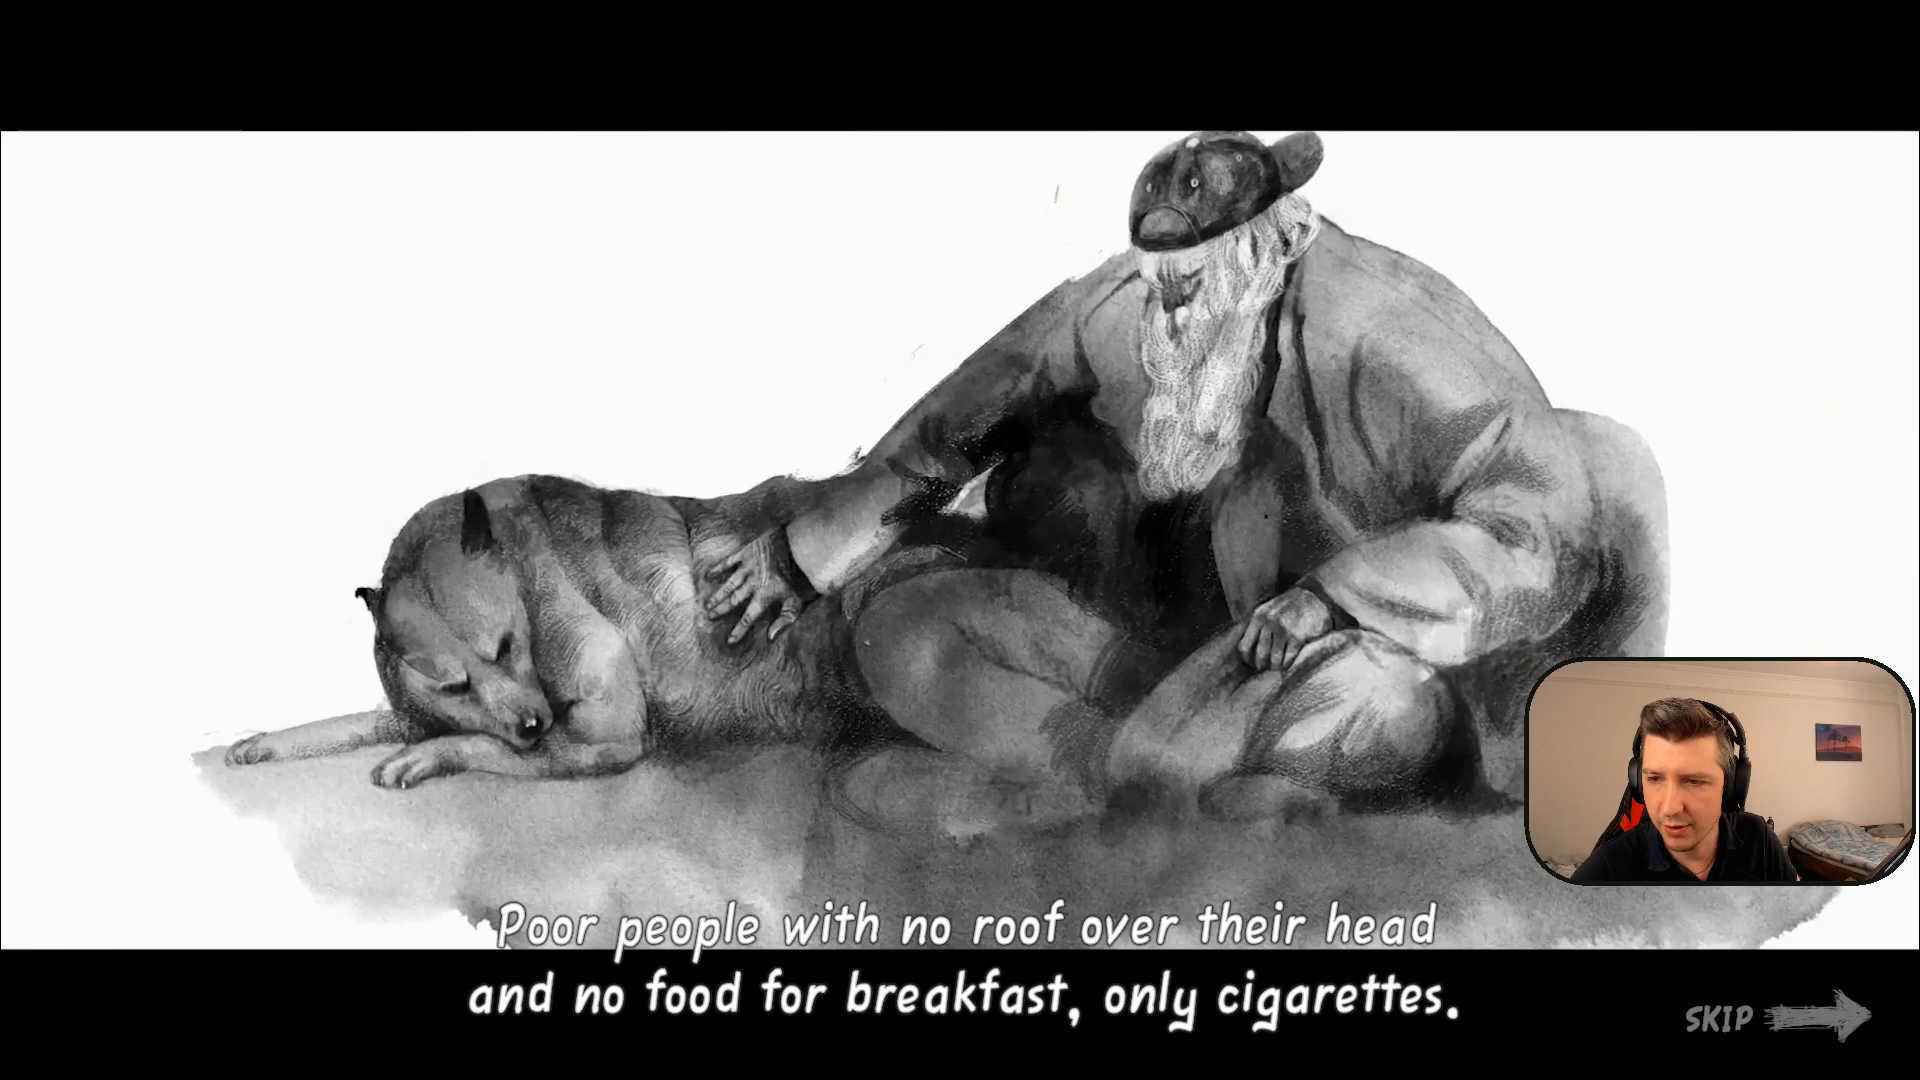 Poor people with no roof over their head
and no food for breakfast, only cigarettes.
SKIP